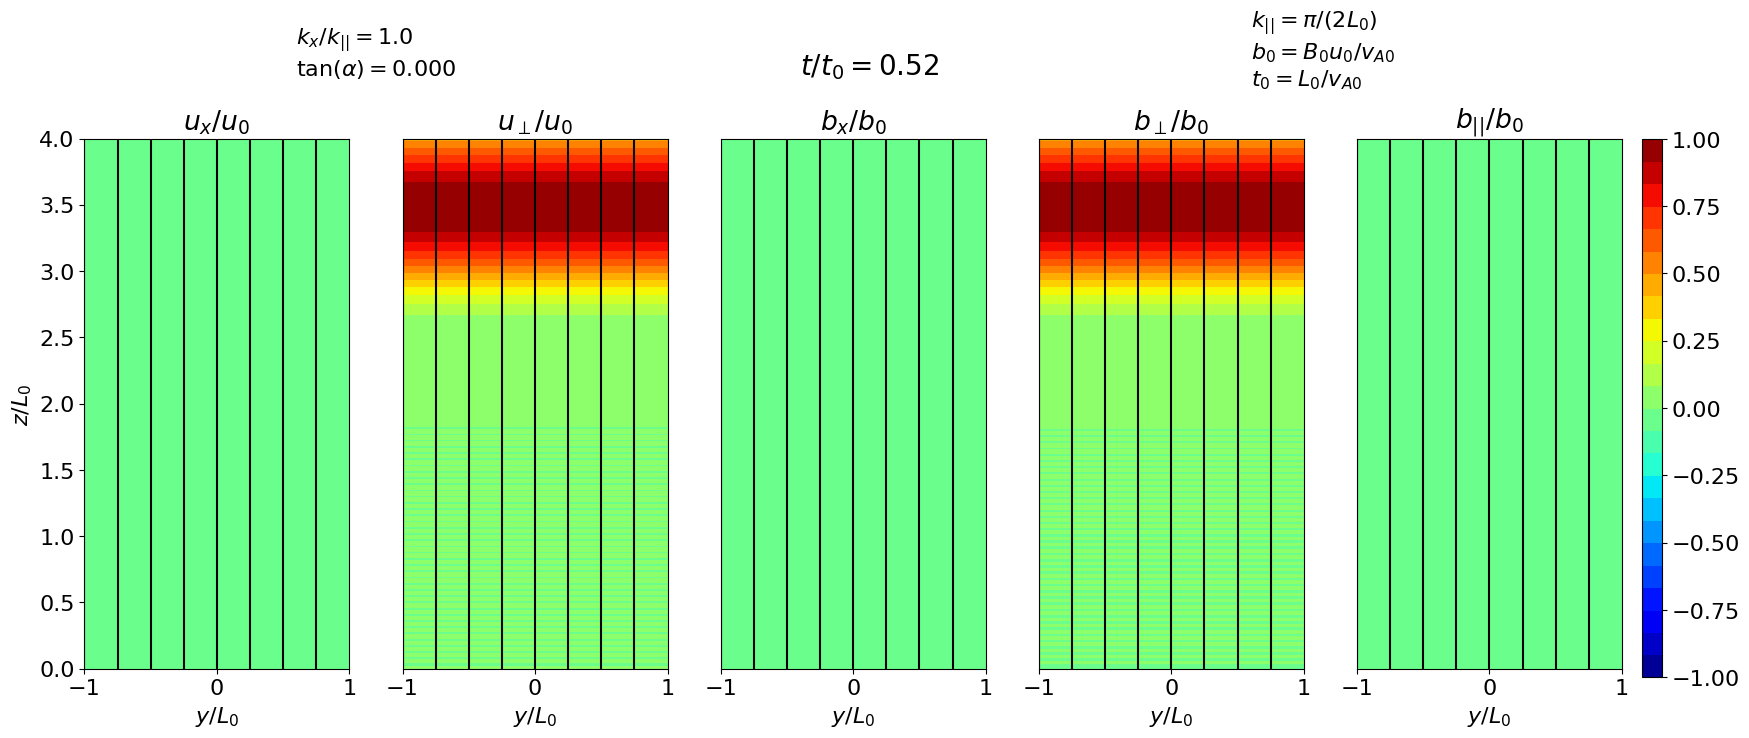 k_x/k_|| = 1.0
tan(α) = 0.000
t/t_0 = 0.52
k_|| = π/(2L_0)
b_0 = B_0u_0/v_A0
t_0 = L_0/v_A0
u_x/u_0
u_⊥/u_0
b_x/b_0
b_⊥/b_0
b_||/b_0
z/L_0
4.0
3.5
3.0
2.5
2.0
1.5
1.0
0.5
0.0
−1 0 1
y/L_0
−1 0 1
y/L_0
−1 0 1
y/L_0
−1 0 1
y/L_0
−1 0 1
y/L_0
1.00
0.75
0.50
0.25
0.00
−0.25
−0.50
−0.75
−1.00